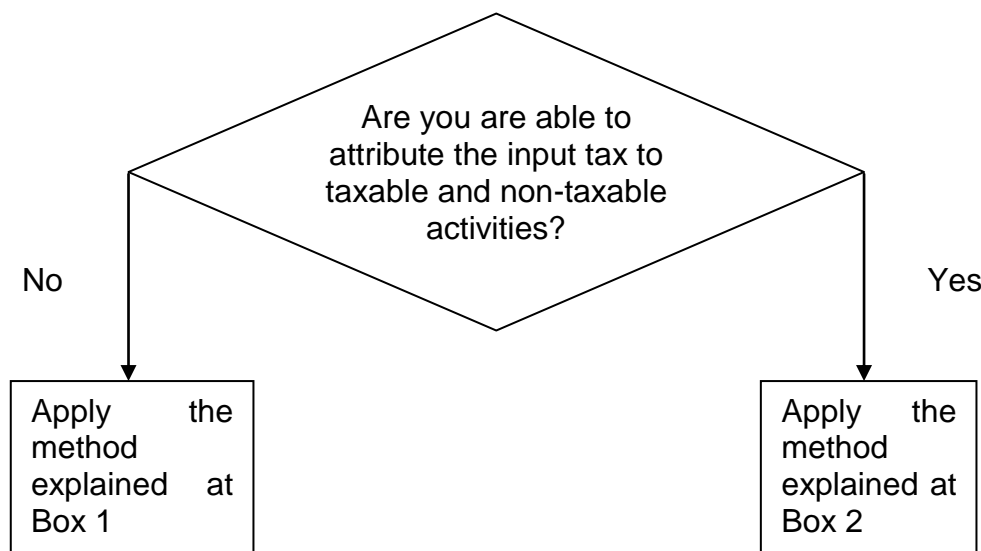 Are you are able to
attribute the input tax to
taxable and non-taxable
activities?
No
Yes
Apply the
method
explained at
Box 1
Apply the
method
explained at
Box 2